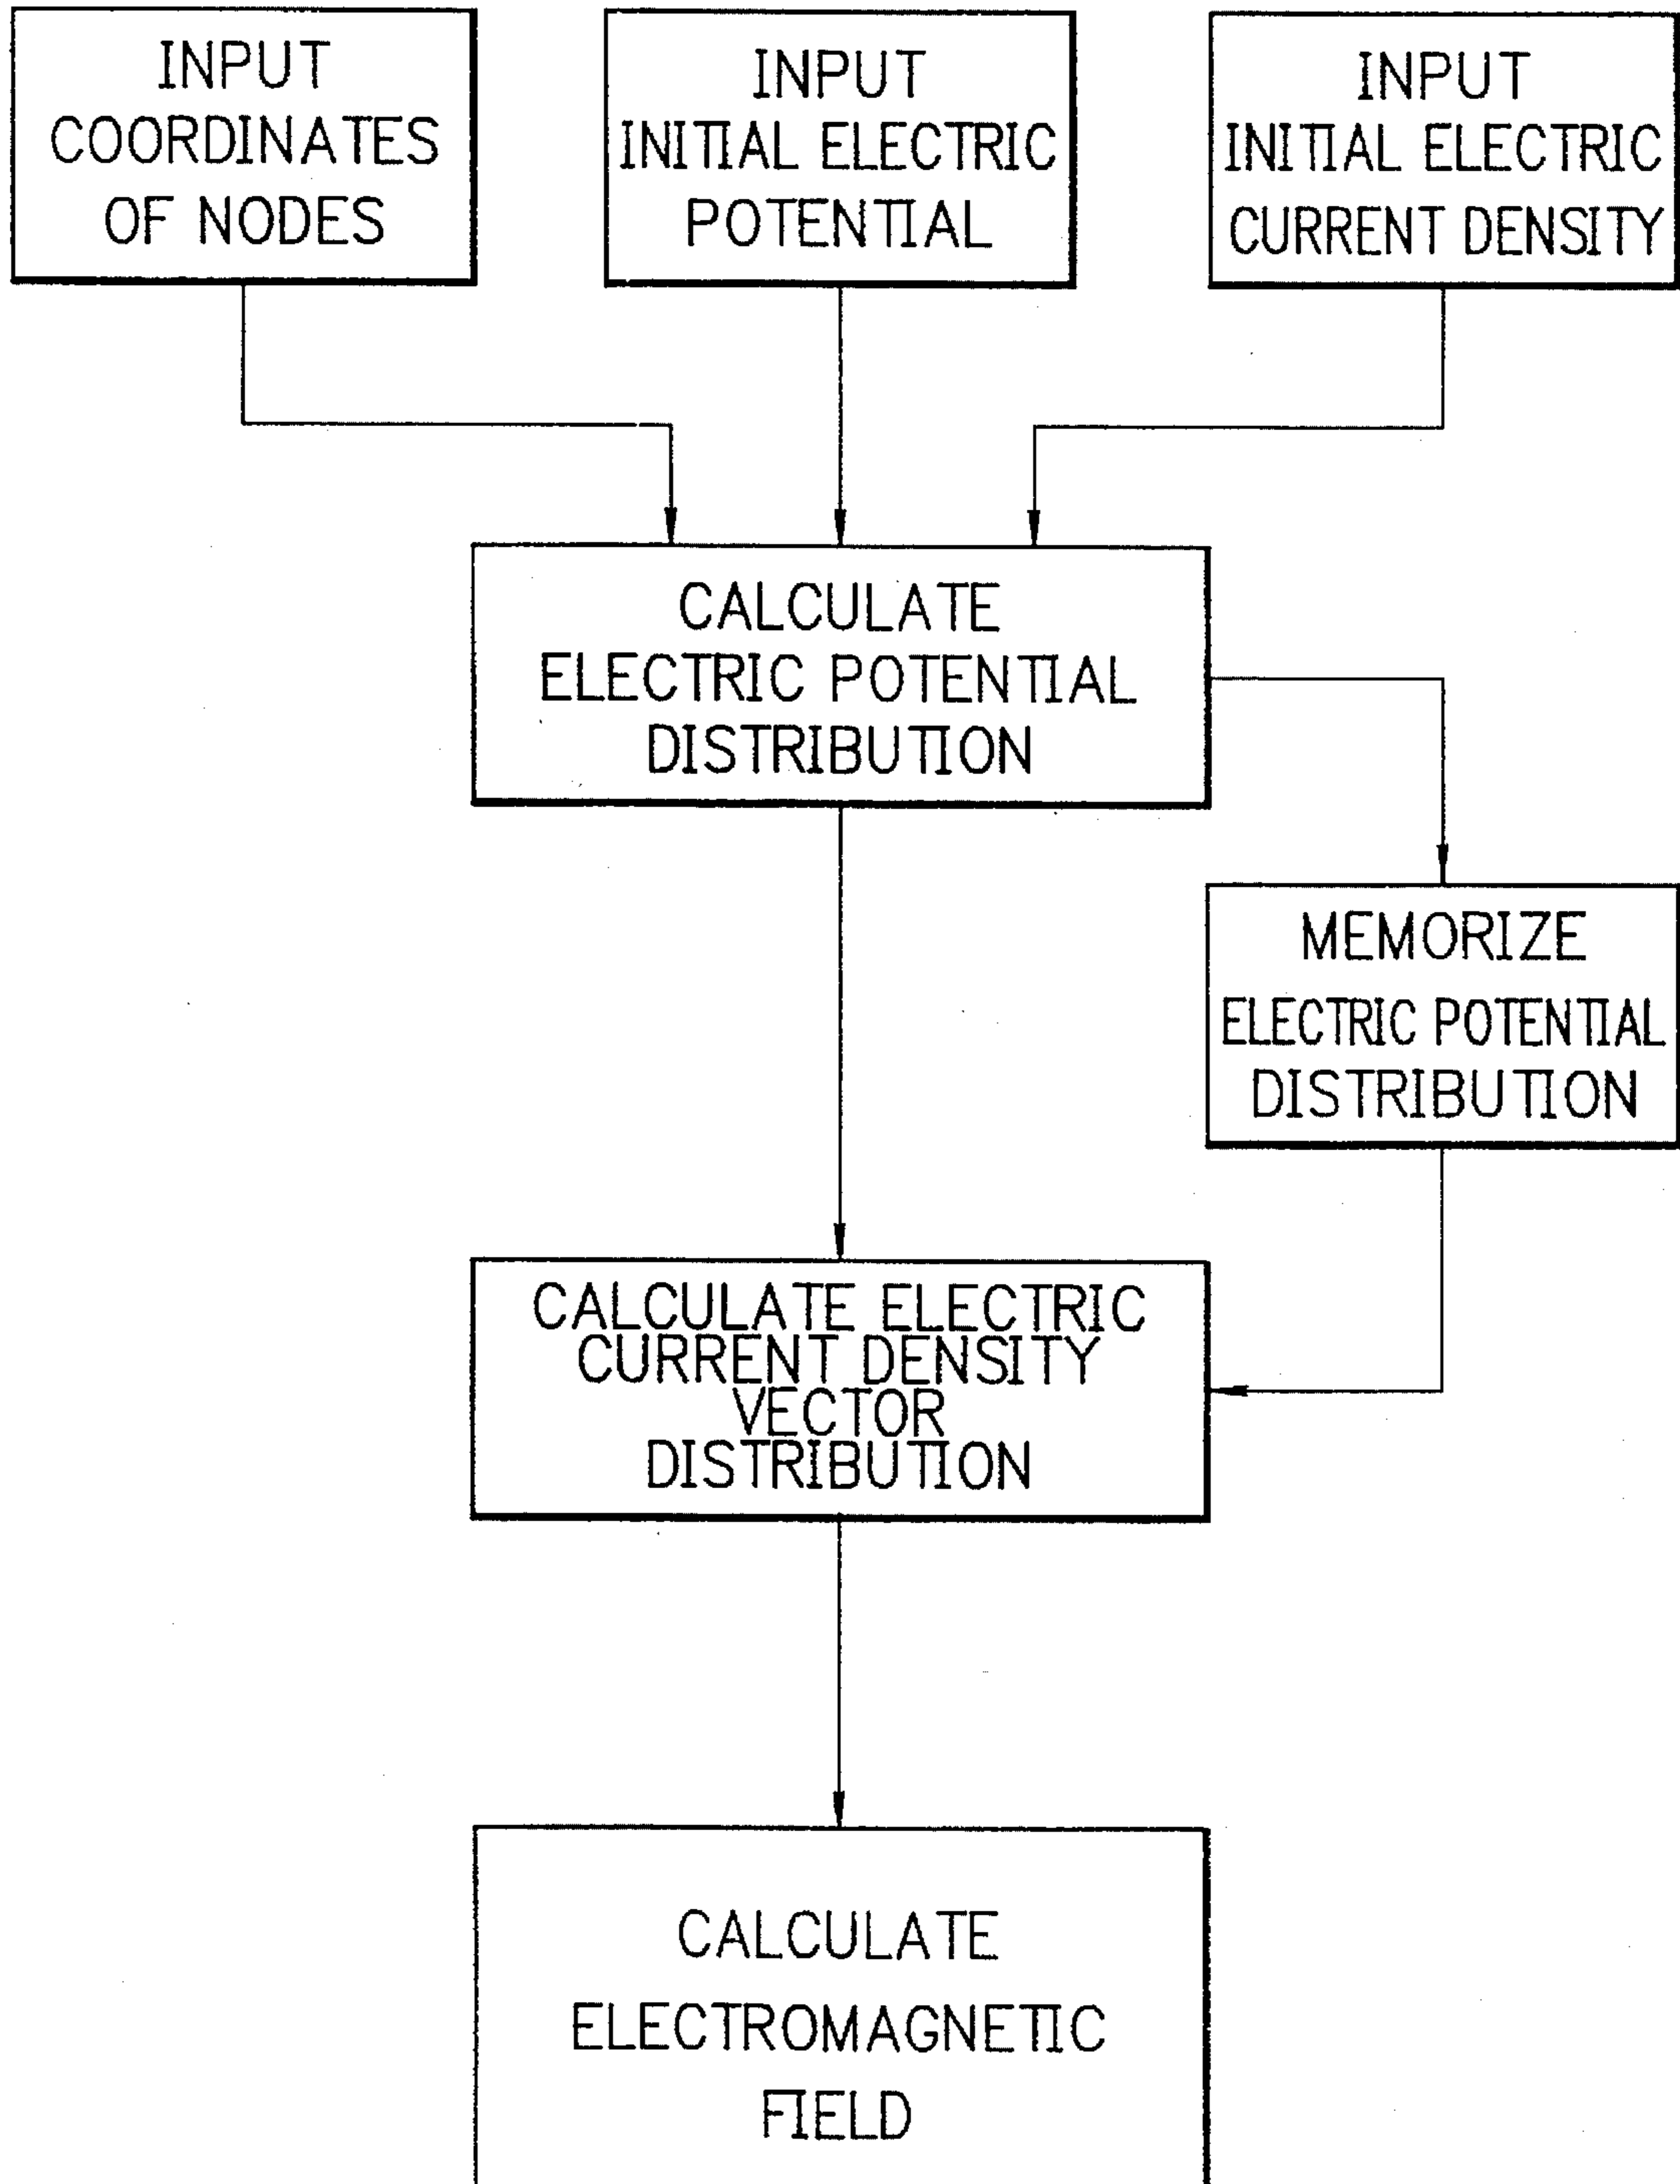 INPUT
COORDINATES
OF NODES
INPUT
INITIAL ELECTRIC
POTENTIAL
INPUT
INITIAL ELECTRIC
CURRENT DENSITY
CALCULATE
ELECTRIC POTENTIAL
DISTRIBUTION
MEMORIZE
ELECTRIC POTENTIAL
DISTRIBUTION
CALCULATE ELECTRIC
CURRENT DENSITY
VECTOR
DISTRIBUTION
CALCULATE
ELECTROMAGNETIC
FIELD